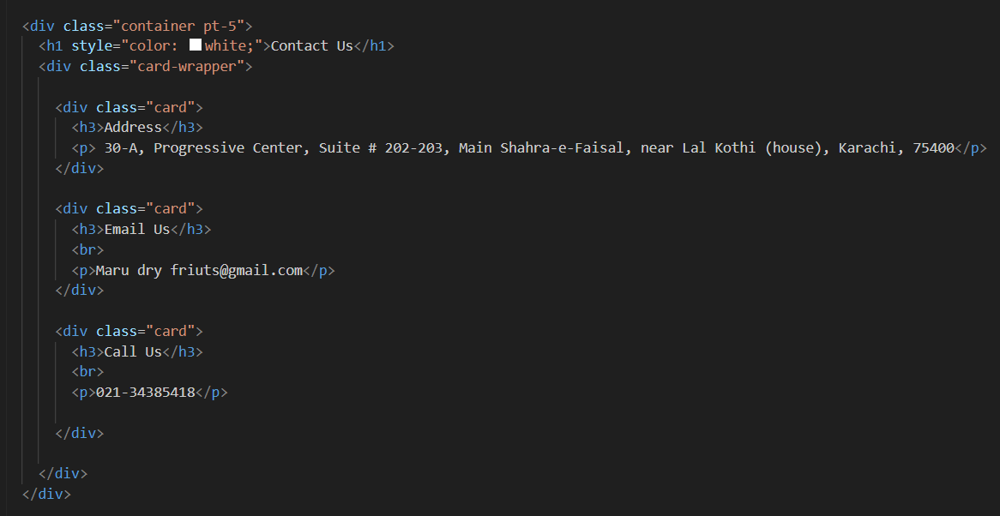 <div class="container pt-5">
<h1 style="color: white;">Contact Us</h1>
<div class="card-wrapper">
<div class="card">
<h3>Address</h3>
<p> 30-A, Progressive Center, Suite # 202-203, Main Shahra-e-Faisal, near Lal Kothi (house), Karachi, 75400</p>
</div>
<div class="card">
<h3>Email Us</h3>
<br>
<p>Maru dry friuts@gmail.com</p>
</div>
<div class="card">
<h3>Call Us</h3>
<br>
<p>021-34385418</p>
</div>
</div>
</div>